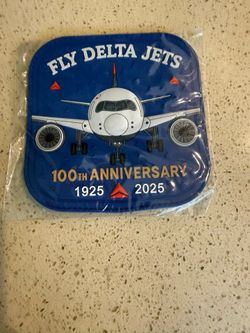 FLY DELTA JETS
100TH ANNIVERSARY
1925 2025